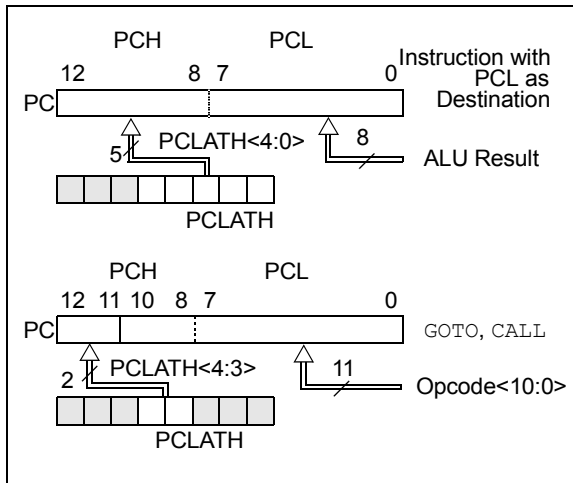 PCH PCL
12 8 7 0
Instruction with
PCL as
Destination
PC
5 PCLATH<4:0> 8
ALU Result
PCLATH
PCH PCL
12 11 10 8 7 0
PC GOTO, CALL
2 PCLATH<4:3> 11
Opcode<10:0>
PCLATH